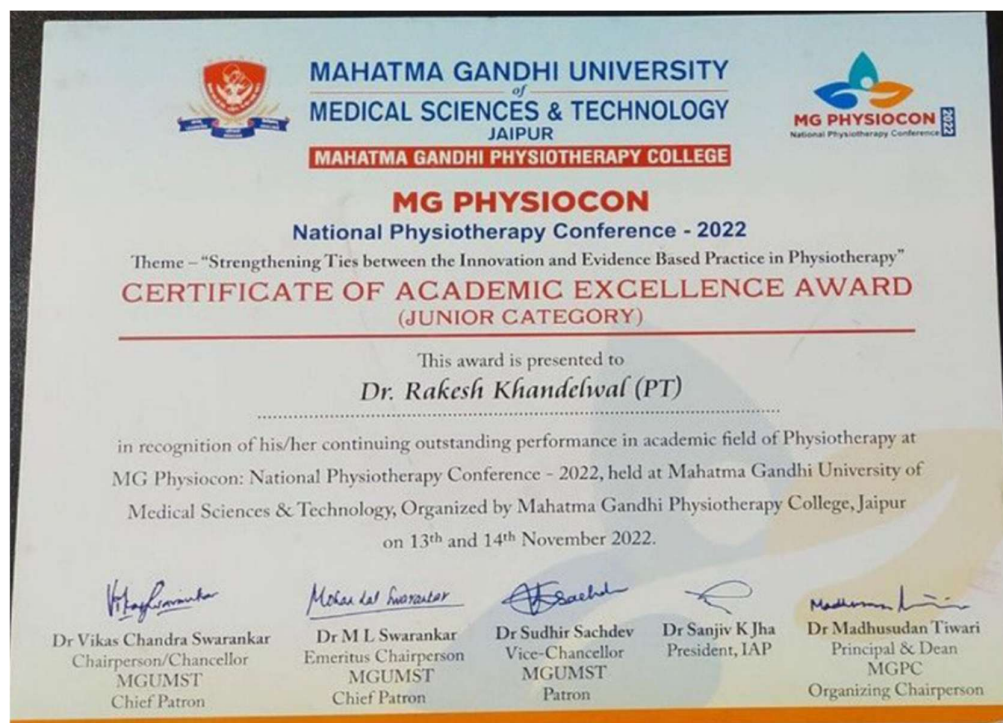 MAHATMA GANDHI UNIVERSITY
of
MEDICAL SCIENCES & TECHNOLOGY
JAIPUR
MAHATMA GANDHI PHYSIOTHERAPY COLLEGE
MG PHYSIOCON
2022
National Physiotherapy Conference
MG PHYSIOCON
National Physiotherapy Conference - 2022
Theme – “Strengthening Ties between the Innovation and Evidence Based Practice in Physiotherapy”
CERTIFICATE OF ACADEMIC EXCELLENCE AWARD
(JUNIOR CATEGORY)
This award is presented to
Dr. Rakesh Khandelwal (PT)
in recognition of his/her continuing outstanding performance in academic field of Physiotherapy at
MG Physiocon: National Physiotherapy Conference - 2022, held at Mahatma Gandhi University of
Medical Sciences & Technology, Organized by Mahatma Gandhi Physiotherapy College, Jaipur
on 13th and 14th November 2022.
Dr Vikas Chandra Swarankar
Chairperson/Chancellor
MGUMST
Chief Patron
Dr M L Swarankar
Emeritus Chairperson
MGUMST
Chief Patron
Dr Sudhir Sachdev
Vice-Chancellor
MGUMST
Patron
Dr Sanjiv K Jha
President, IAP
Dr Madhusudan Tiwari
Principal & Dean
MGPC
Organizing Chairperson